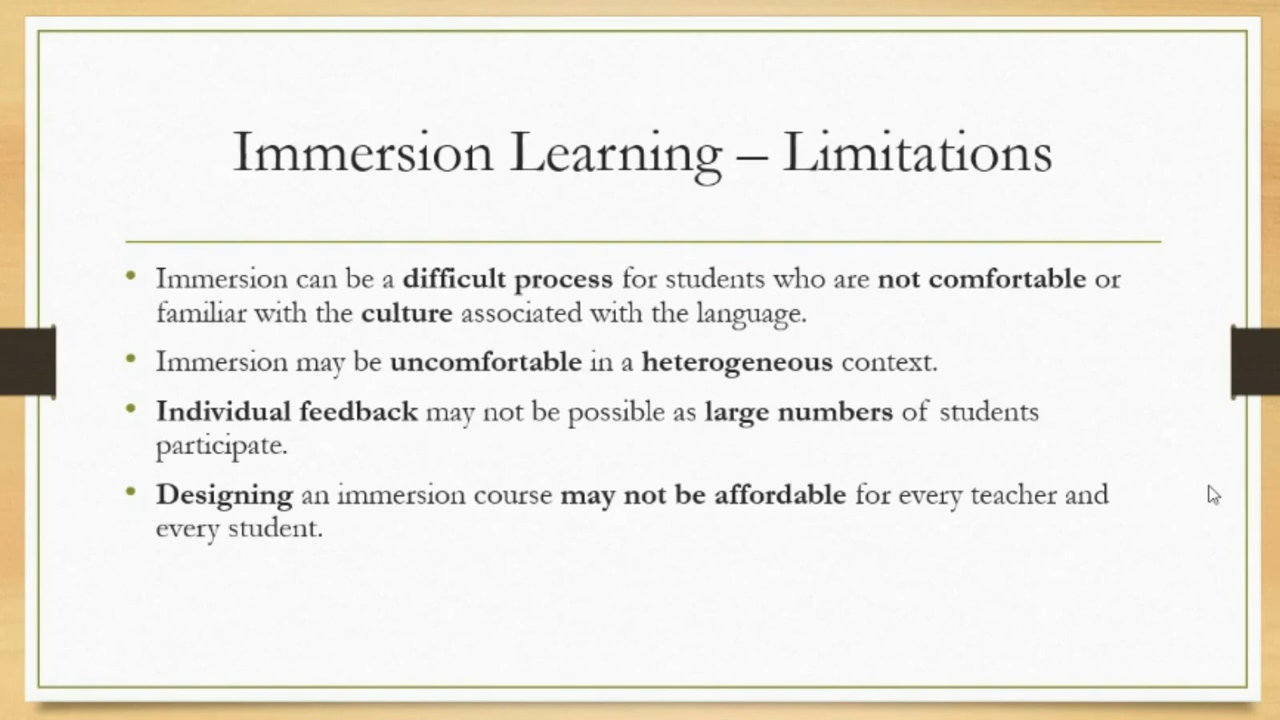 Immersion Learning – Limitations
• Immersion can be a difficult process for students who are not comfortable or
familiar with the culture associated with the language.
• Immersion may be uncomfortable in a heterogeneous context.
• Individual feedback may not be possible as large numbers of students
participate.
• Designing an immersion course may not be affordable for every teacher and
every student.